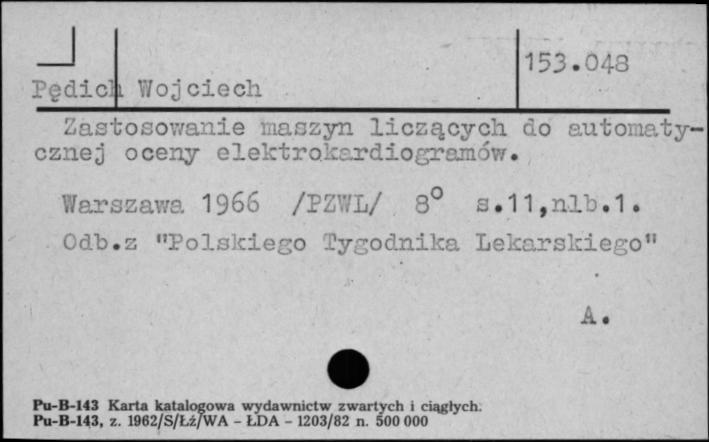 153.048
Pędich Wojciech
Zastosowanie maszyn liczących do automaty-
cznej oceny elektrokardiogramów.
Warszawa 1966 /PZWL/ 8° s.11,nlb.1.
Odb.z "Polskiego Tygodnika Lekarskiego"
A.
Pu-B-143 Karta katalogowa wydawnictw zwartych i ciągłych.
Pu-B-143, z. 1962/S/Łż/WA - ŁDA - 1203/82 n. 500 000